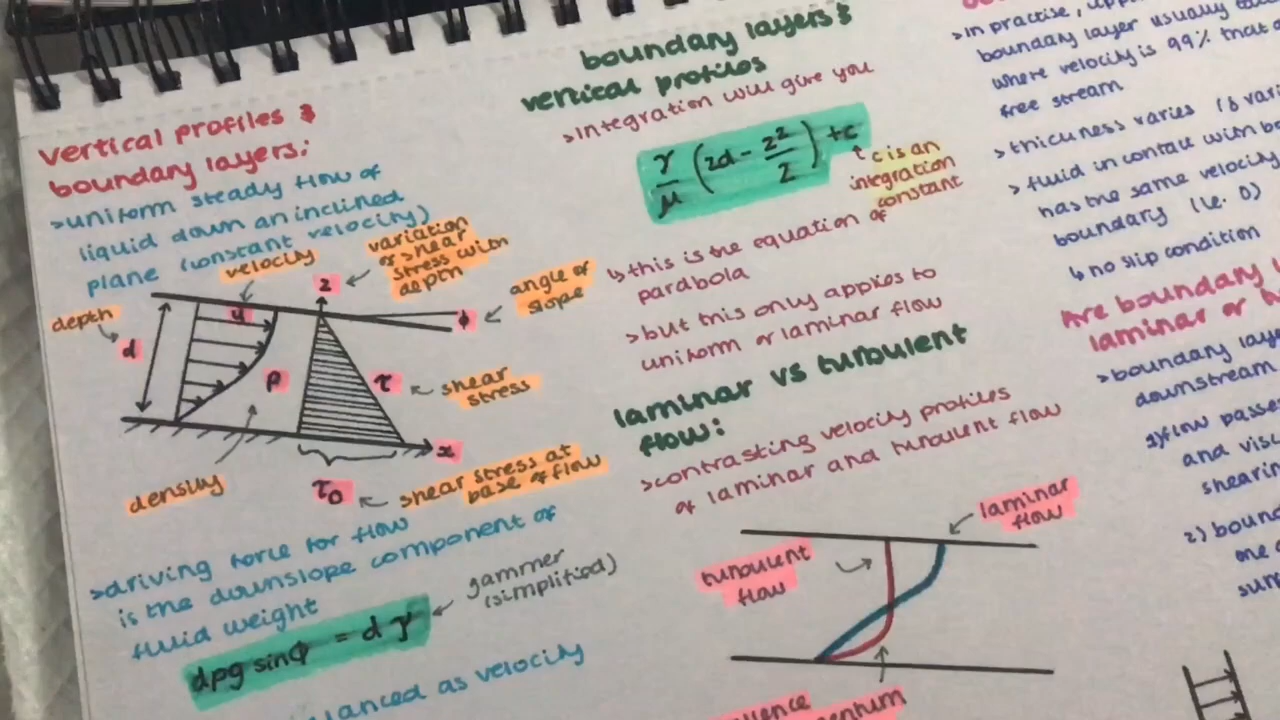 vertical profiles &
boundary layers:
>uniform steady flow of
liquid down an inclined
plane (constant velocity)
velocity
variation
of shear
stress with
depth
z
angle of
slope
depth
d
u
ϕ
ρ
τ
shear
stress
x
density
τ0
shear stress at
base of flow
>driving force for flow
is the downslope component of
fluid weight
gammer
(simplified)
dρg sinϕ = dγ
as velocity
boundary layers &
vertical profiles
>integration will give you
γ/μ (zd - z²/2) + c
c is an
integration
constant
↳this is the equation of
parabola
>but this only applies to
uniform or laminar flow
laminar vs turbulent
flow:
>contrasting velocity profiles
of laminar and turbulent flow
laminar
flow
turbulent
flow
>in practise,
boundary layer usually
where velocity is 99% that
free stream
>thickness varies
>fluid in contact with
has the same velocity
boundary (i.e. 0)
↳no slip condition
Are boundary
laminar or
>boundary
downstream
1)flow
and
shearing
2)
one